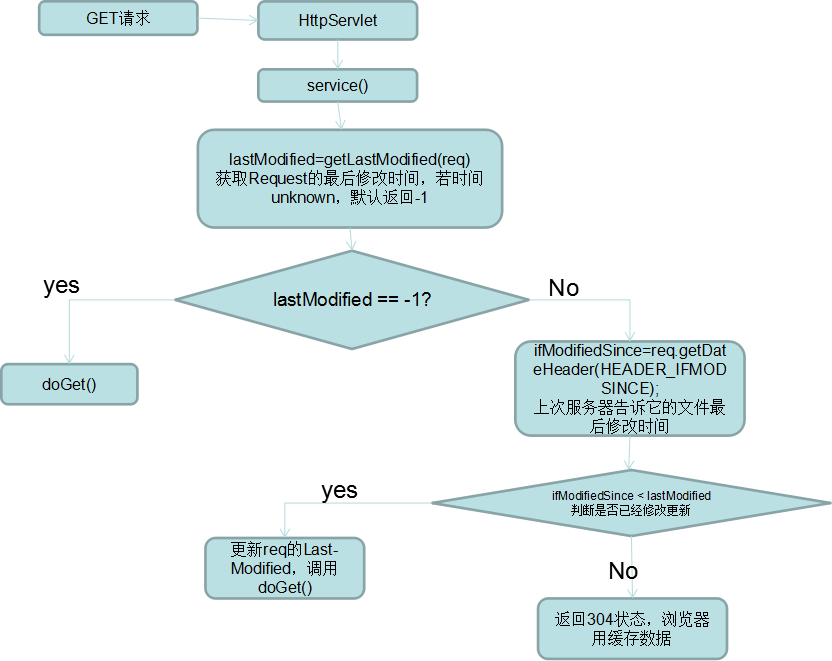 GET请求
HttpServlet
service()
lastModified=getLastModified(req)
获取Request的最后修改时间，若时间
unknown，默认返回-1
lastModified == -1?
yes
No
doGet()
ifModifiedSince=req.getDat
eHeader(HEADER_IFMOD
SINCE);
上次服务器告诉它的文件最
后修改时间
ifModifiedSince < lastModified
判断是否已经修改更新
yes
更新req的Last-
Modified，调用
doGet()
No
返回304状态，浏览器
用缓存数据